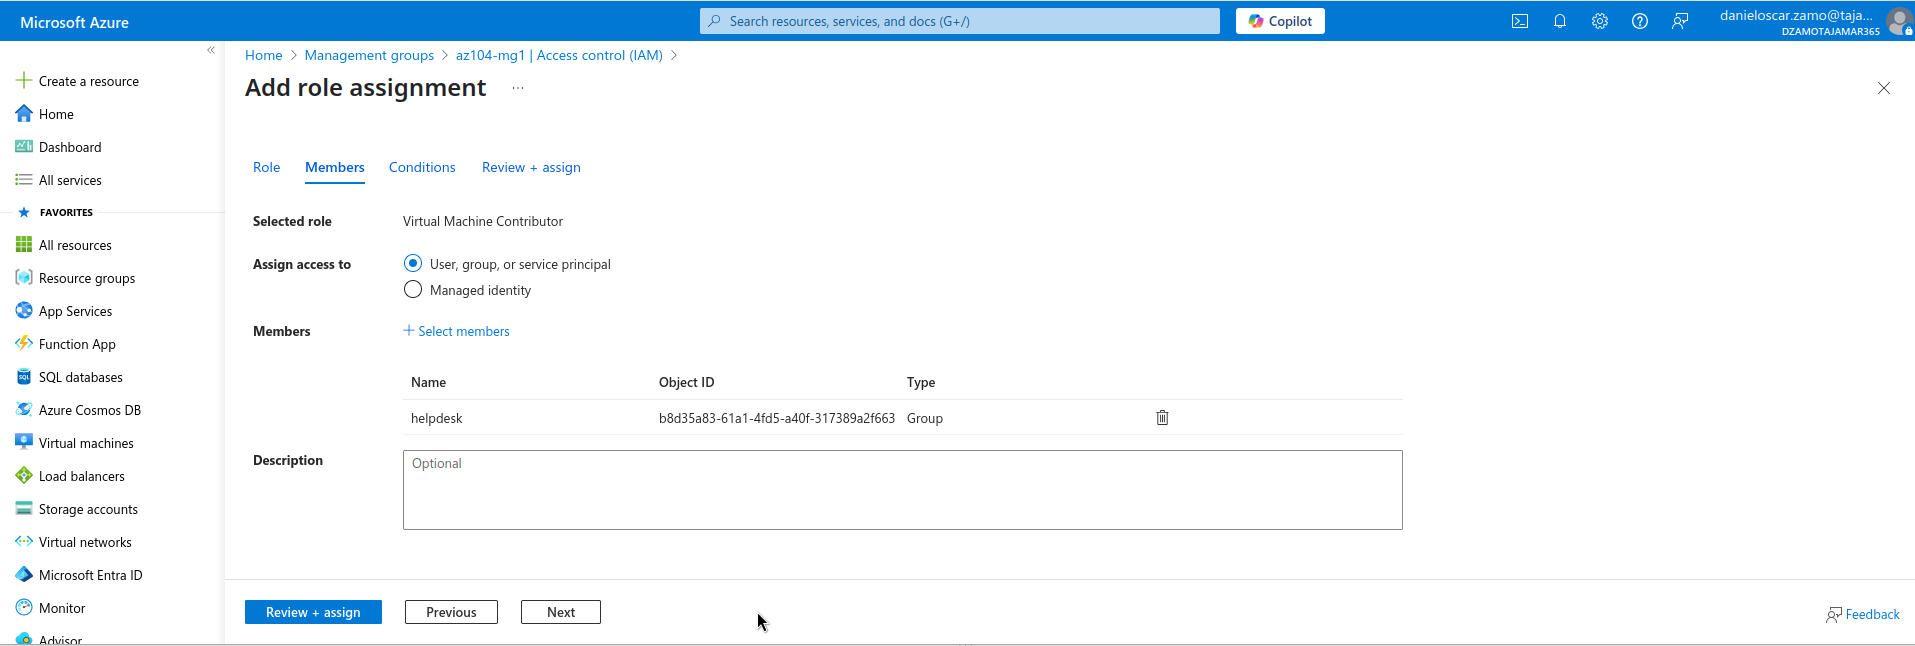 Microsoft Azure
Search resources, services, and docs (G+/)
Copilot
danieloscar.zamo@taja...
DZAMOTAJAMAR365
«
Create a resource
Home
Dashboard
All services
FAVORITES
All resources
Resource groups
App Services
Function App
SQL databases
Azure Cosmos DB
Virtual machines
Load balancers
Storage accounts
Virtual networks
Microsoft Entra ID
Monitor
Advisor
Home > Management groups > az104-mg1 | Access control (IAM) >
Add role assignment ...
Role Members Conditions Review + assign
Selected role Virtual Machine Contributor
Assign access to User, group, or service principal
Managed identity
Members + Select members
Name Object ID Type
helpdesk b8d35a83-61a1-4fd5-a40f-317389a2f663 Group
Description Optional
Review + assign Previous Next
Feedback